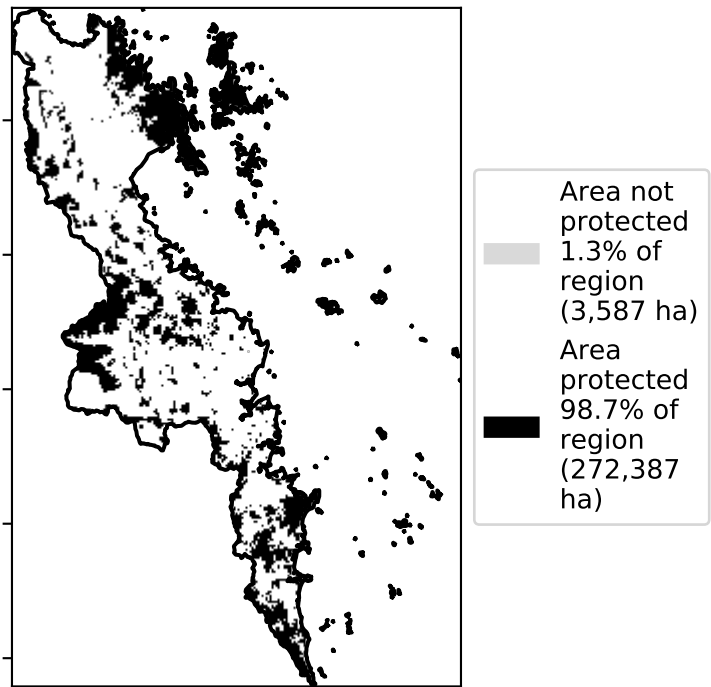 Area not
protected
1.3% of
region
(3,587 ha)
Area
protected
98.7% of
region
(272,387
ha)